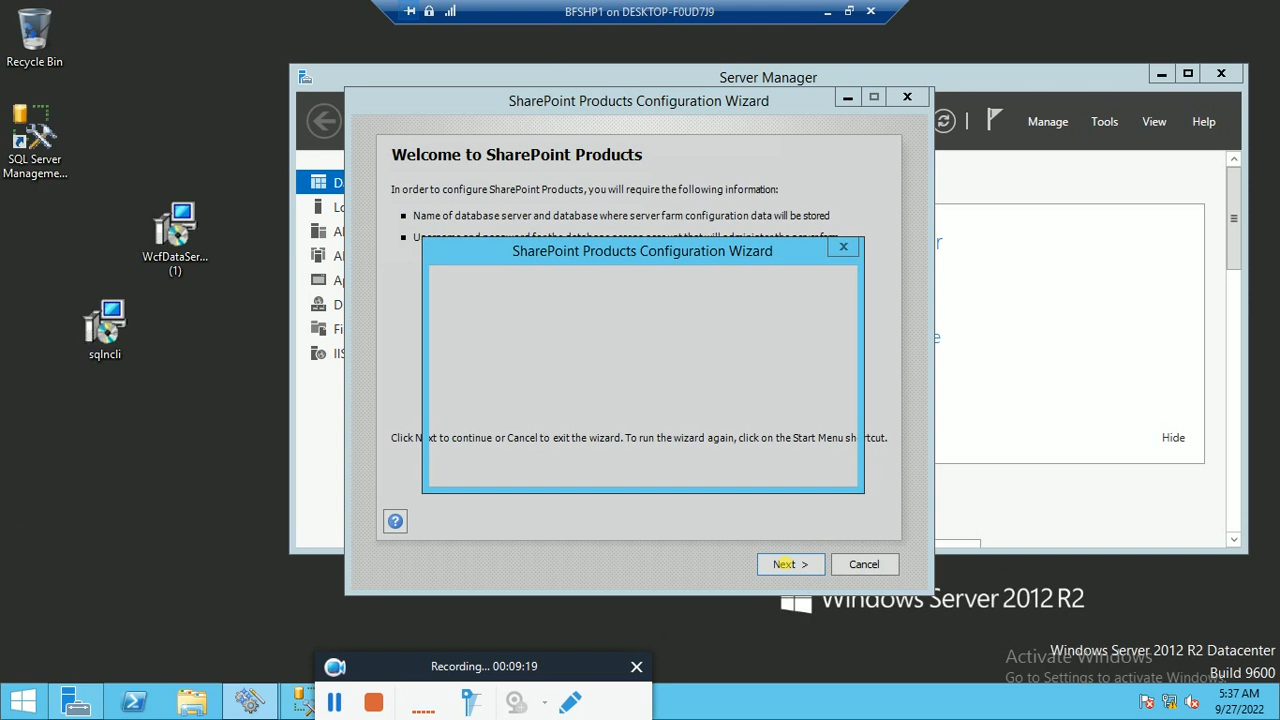 BFSHP1 on DESKTOP-F0UD7J9
Recycle Bin
Server Manager
SharePoint Products Configuration Wizard
Manage
Tools
View
Help
Welcome to SharePoint Products
SQL Server
Manageme...
In order to configure SharePoint Products, you will require the following information:
Name of database server and database where server farm configuration data will be stored
SharePoint Products Configuration Wizard
WcfDataSer...
(1)
sqlncli
Click Next to continue or Cancel to exit the wizard. To run the wizard again, click on the Start Menu shortcut.
Hide
Next >
Cancel
Windows Server 2012 R2
Windows Server 2012 R2 Datacenter
Activate Windows
Build 9600
Go to Settings to activate Windows.
Recording... 00:09:19
5:37 AM
9/27/2022